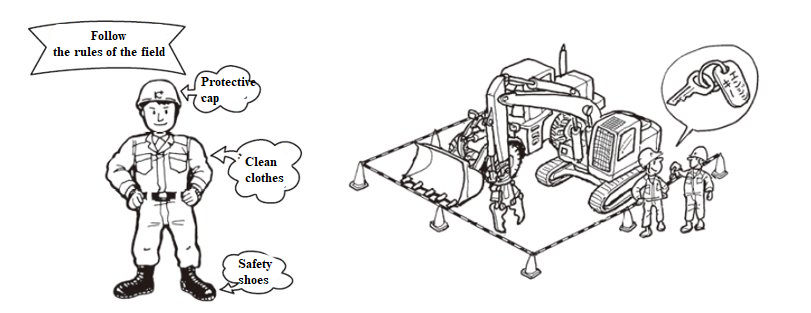 Follow
the rules of the field
Protective
cap
Clean
clothes
Safety
shoes